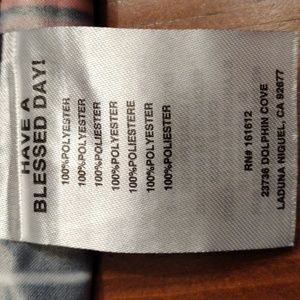 HAVE A
BLESSED DAY!
100%POLYESTER
100%POLYESTER
100%POLIESTER
100%POLYESTER
100%POLIESTERE
100%POLYESTER
100%POLIESTER
RN# 161612
23736 DOLPHIN COVE
LADUNA NIGUEL, CA 92677